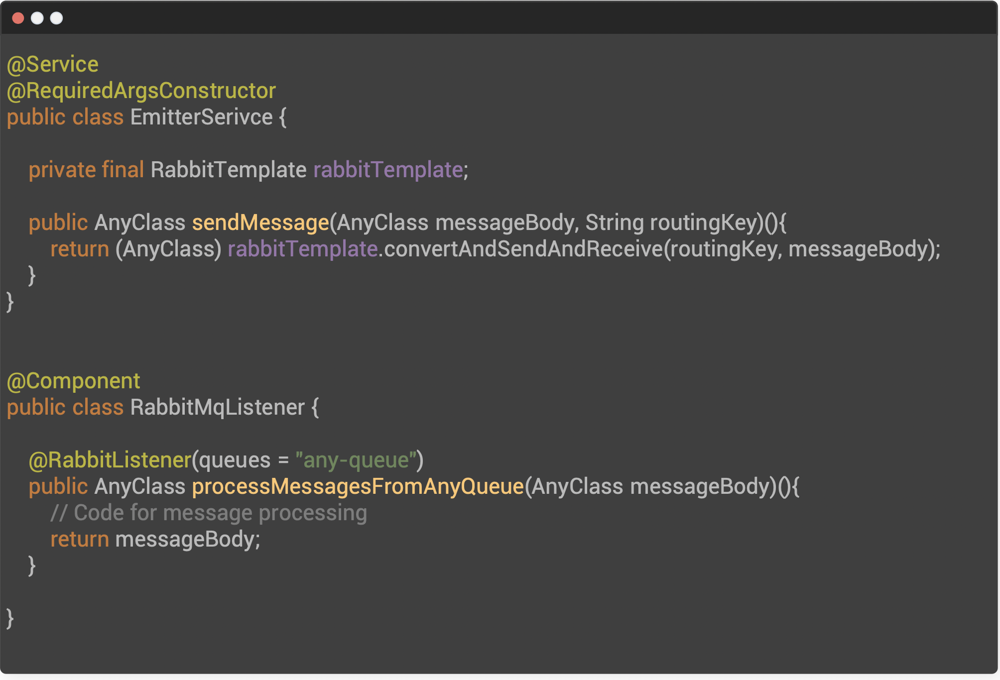 @Service
@RequiredArgsConstructor
public class EmitterSerivce {
private final RabbitTemplate rabbitTemplate;
public AnyClass sendMessage(AnyClass messageBody, String routingKey)(){
return (AnyClass) rabbitTemplate.convertAndSendAndReceive(routingKey, messageBody);
}
}
@Component
public class RabbitMqListener {
@RabbitListener(queues = "any-queue")
public AnyClass processMessagesFromAnyQueue(AnyClass messageBody)(){
// Code for message processing
return messageBody;
}
}